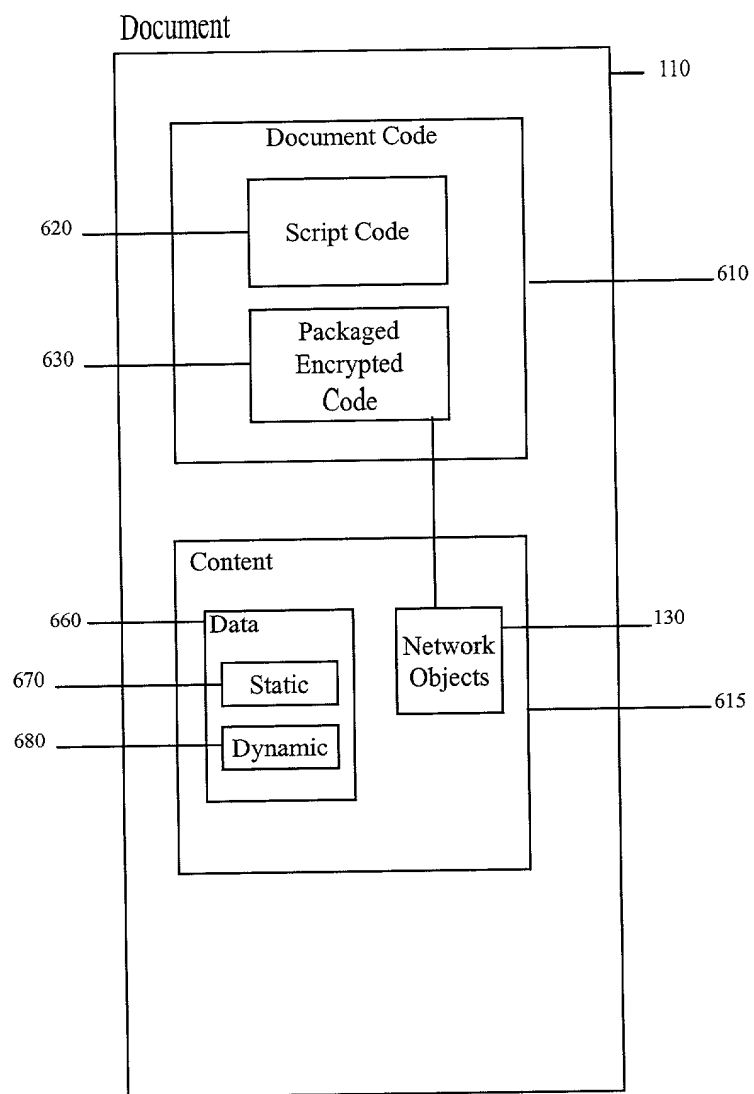 Document
110
Document Code
620
Script Code
610
630
Packaged
Encrypted
Code
Content
660
Data
130
Network
Objects
670
Static
615
680
Dynamic